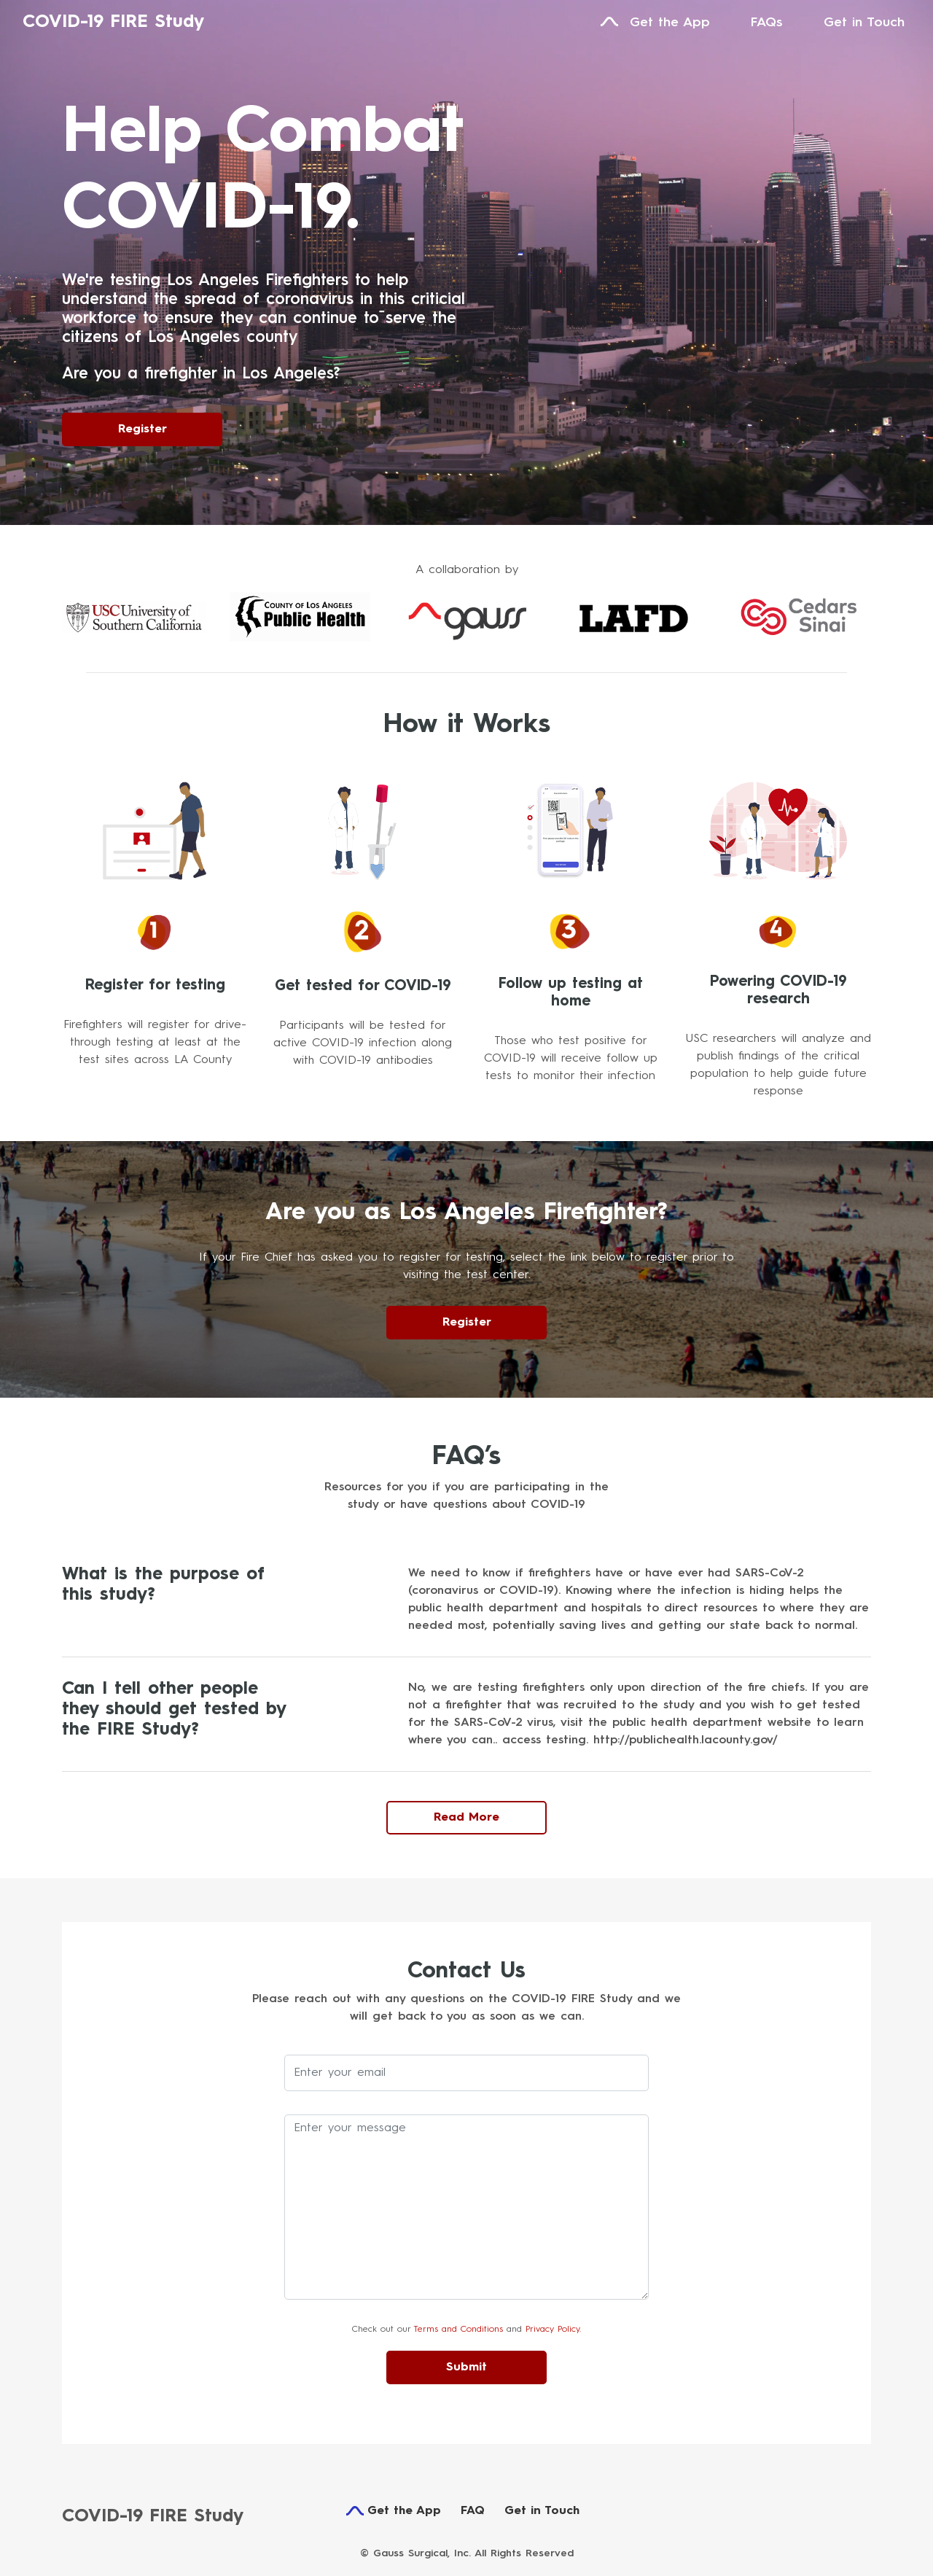 COVID-19 FIRE Study
Get the App
FAQs
Get in Touch
Help Combat
COVID-19.
We're testing Los Angeles Firefighters to help
understand the spread of coronavirus in this criticial
workforce to ensure they can continue to serve the
citizens of Los Angeles county
Are you a firefighter in Los Angeles?
Register
A collaboration by
USC University of
Southern California
COUNTY OF LOS ANGELES
Public Health
gauss
LAFD
Cedars
Sinai
How it Works
1
Register for testing
Firefighters will register for drive-
through testing at least at the
test sites across LA County
2
Get tested for COVID-19
Participants will be tested for
active COVID-19 infection along
with COVID-19 antibodies
3
Follow up testing at
home
Those who test positive for
COVID-19 will receive follow up
tests to monitor their infection
4
Powering COVID-19
research
USC researchers will analyze and
publish findings of the critical
population to help guide future
response
Are you as Los Angeles Firefighter?
If your Fire Chief has asked you to register for testing, select the link below to register prior to
visiting the test center.
Register
FAQ's
Resources for you if you are participating in the
study or have questions about COVID-19
What is the purpose of
this study?
We need to know if firefighters have or have ever had SARS-CoV-2
(coronavirus or COVID-19). Knowing where the infection is hiding helps the
public health department and hospitals to direct resources to where they are
needed most, potentially saving lives and getting our state back to normal.
Can I tell other people
they should get tested by
the FIRE Study?
No, we are testing firefighters only upon direction of the fire chiefs. If you are
not a firefighter that was recruited to the study and you wish to get tested
for the SARS-CoV-2 virus, visit the public health department website to learn
where you can.. access testing. http://publichealth.lacounty.gov/
Read More
Contact Us
Please reach out with any questions on the COVID-19 FIRE Study and we
will get back to you as soon as we can.
Enter your email
Enter your message
Check out our Terms and Conditions and Privacy Policy.
Submit
COVID-19 FIRE Study
Get the App
FAQ
Get in Touch
© Gauss Surgical, Inc. All Rights Reserved